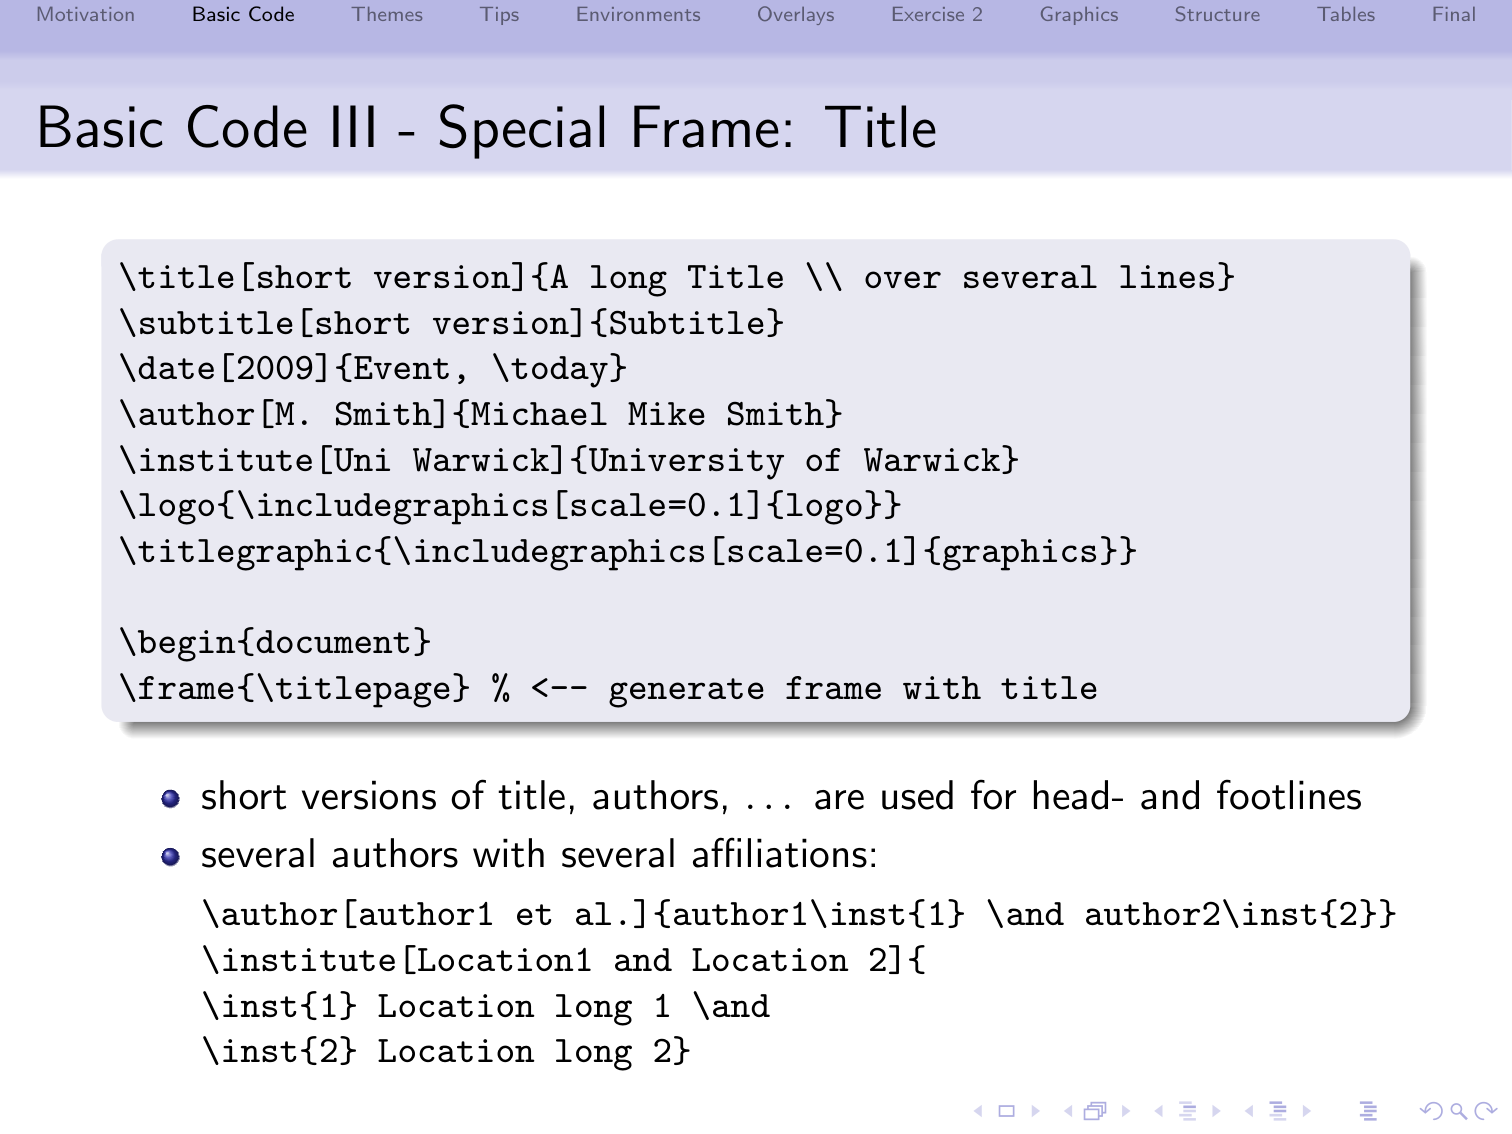 Motivation Basic Code Themes Tips Environments Overlays Exercise 2 Graphics Structure Tables Final
Basic Code III - Special Frame: Title
\title[short version]{A long Title \\ over several lines}
\subtitle[short version]{Subtitle}
\date[2009]{Event, \today}
\author[M. Smith]{Michael Mike Smith}
\institute[Uni Warwick]{University of Warwick}
\logo{\includegraphics[scale=0.1]{logo}}
\titlegraphic{\includegraphics[scale=0.1]{graphics}}
\begin{document}
\frame{\titlepage} % <-- generate frame with title
short versions of title, authors, ... are used for head- and footlines
several authors with several affiliations:
\author[author1 et al.]{author1\inst{1} \and author2\inst{2}}
\institute[Location1 and Location 2]{
\inst{1} Location long 1 \and
\inst{2} Location long 2}